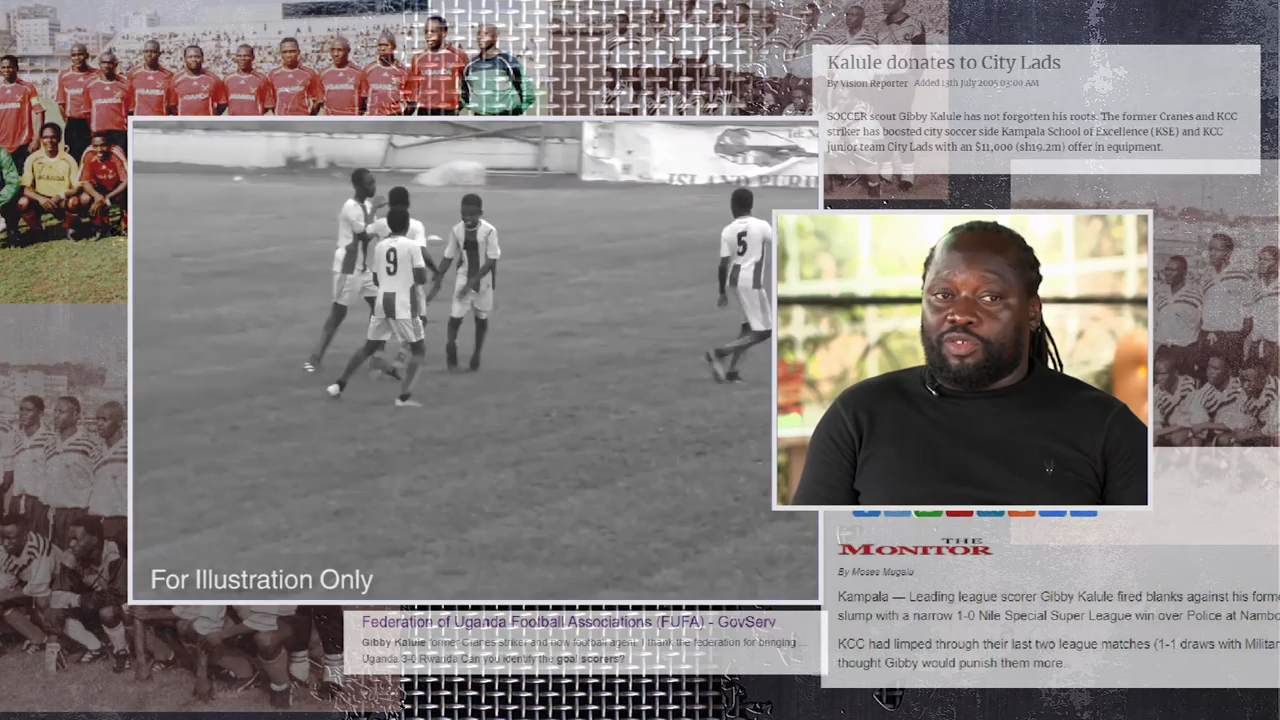 Kalule donates to City Lads
By Vision Reporter Added 13th July 2005 03:00 AM
SOCCER scout Gibby Kalule has not forgotten his roots. The former Cranes and KCC
striker has boosted city soccer side Kampala School of Excellence (KSE) and KCC
junior team City Lads with an $11,000 (sh19.2m) offer in equipment.
UGANDA
ISLAND
9
5
For Illustration Only
THE
MONITOR
By Moses Mugalu
Kampala — Leading league scorer Gibby Kalule fired blanks against his
slump with a narrow 1-0 Nile Special Super League win over Police at
KCC had limped through their last two league matches (1-1 draws with
thought Gibby would punish them more.
Federation of Uganda Football Associations (FUFA) - GovServ
Gibby Kalule former Cranes striker and now football agent. I thank the federation for bringing ...
Uganda 3-0 Rwanda Can you identify the goal scorers?